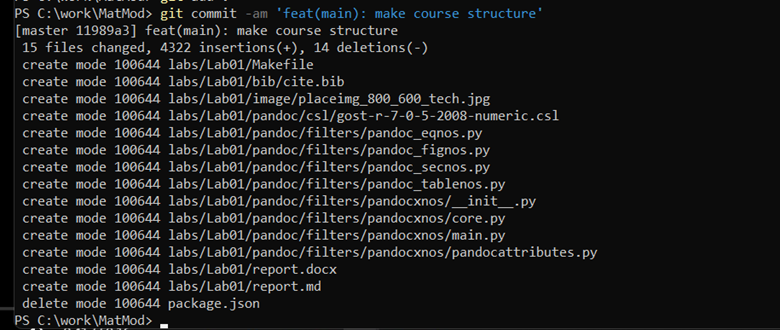 PS C:\work\MatMod> git commit -am 'feat(main): make course structure'
[master 11989a3] feat(main): make course structure
 15 files changed, 4322 insertions(+), 14 deletions(-)
 create mode 100644 labs/Lab01/Makefile
 create mode 100644 labs/Lab01/bib/cite.bib
 create mode 100644 labs/Lab01/image/placeimg_800_600_tech.jpg
 create mode 100644 labs/Lab01/pandoc/csl/gost-r-7-0-5-2008-numeric.csl
 create mode 100644 labs/Lab01/pandoc/filters/pandoc_eqnos.py
 create mode 100644 labs/Lab01/pandoc/filters/pandoc_fignos.py
 create mode 100644 labs/Lab01/pandoc/filters/pandoc_secnos.py
 create mode 100644 labs/Lab01/pandoc/filters/pandoc_tablenos.py
 create mode 100644 labs/Lab01/pandoc/filters/pandocxnos/__init__.py
 create mode 100644 labs/Lab01/pandoc/filters/pandocxnos/core.py
 create mode 100644 labs/Lab01/pandoc/filters/pandocxnos/main.py
 create mode 100644 labs/Lab01/pandoc/filters/pandocxnos/pandocattributes.py
 create mode 100644 labs/Lab01/report.docx
 create mode 100644 labs/Lab01/report.md
 delete mode 100644 package.json
PS C:\work\MatMod>